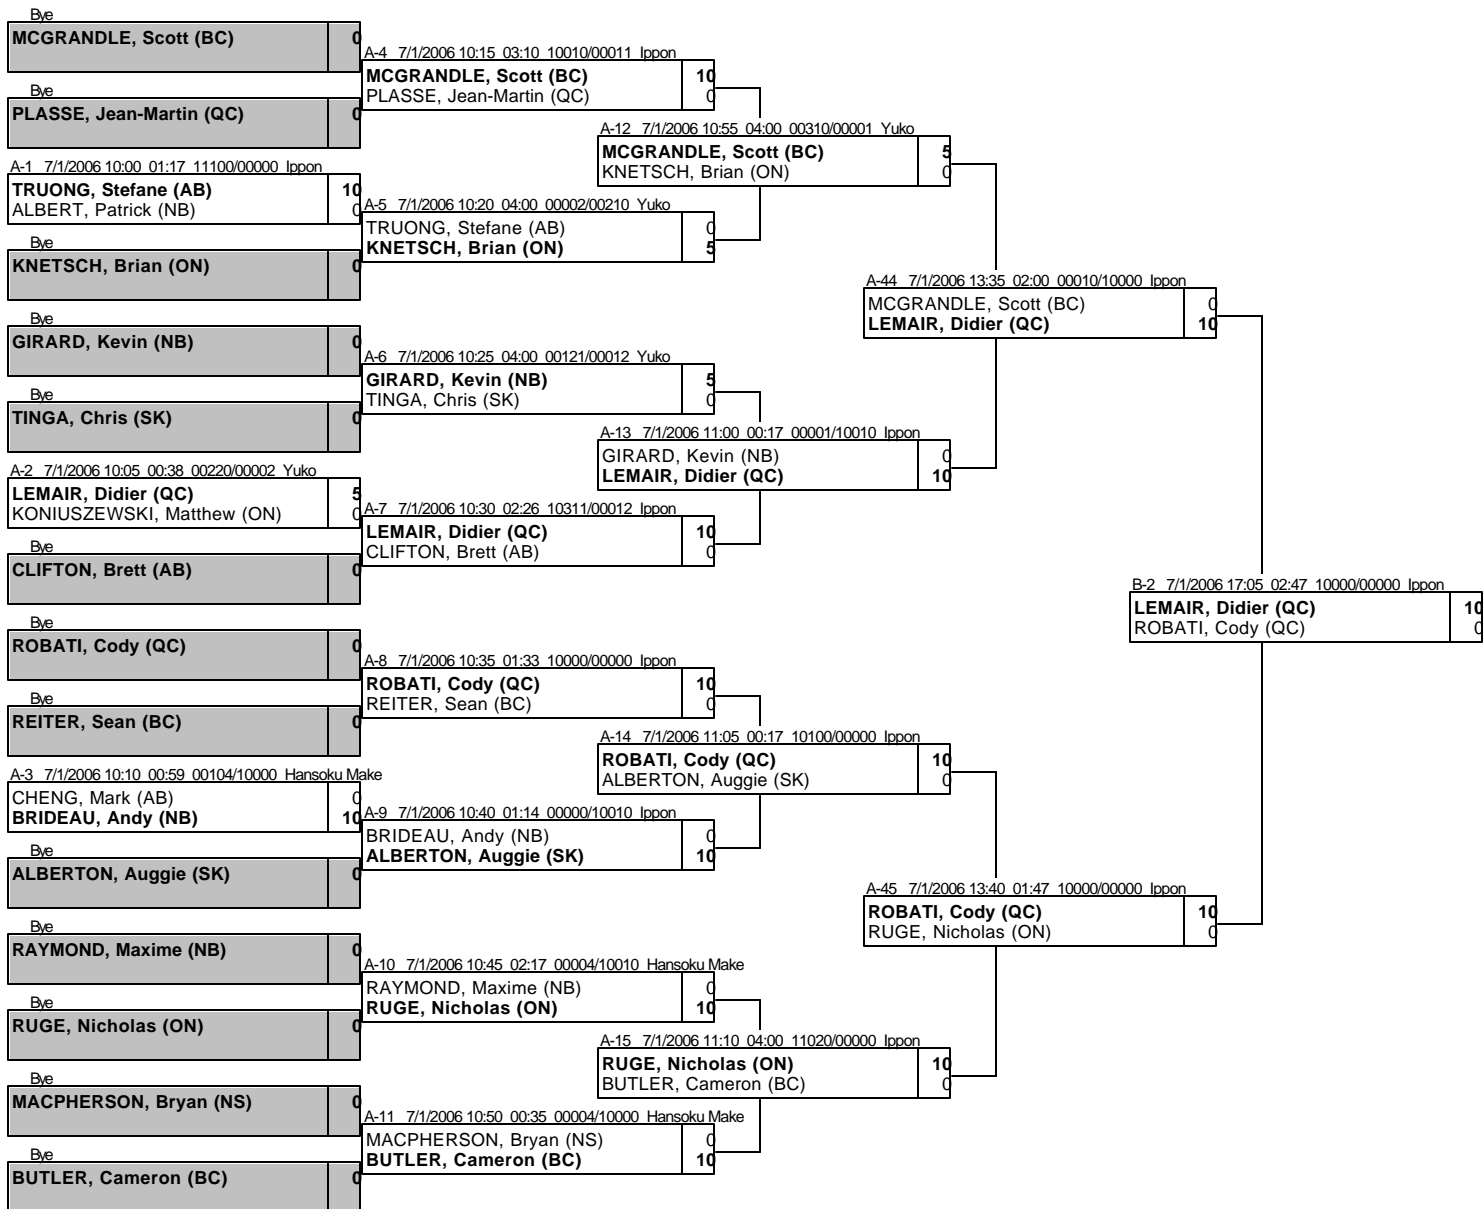 Bye
MCGRANDLE, Scott (BC) 0
Bye
PLASSE, Jean-Martin (QC) 0
A-1 7/1/2006 10:00 01:17 11100/00000 Ippon
TRUONG, Stefane (AB) 10
ALBERT, Patrick (NB) 0
Bye
KNETSCH, Brian (ON) 0
Bye
GIRARD, Kevin (NB) 0
Bye
TINGA, Chris (SK) 0
A-2 7/1/2006 10:05 00:38 00220/00002 Yuko
LEMAIR, Didier (QC) 5
KONIUSZEWSKI, Matthew (ON) 0
Bye
CLIFTON, Brett (AB) 0
Bye
ROBATI, Cody (QC) 0
Bye
REITER, Sean (BC) 0
A-3 7/1/2006 10:10 00:59 00104/10000 Hansoku Make
CHENG, Mark (AB) 0
BRIDEAU, Andy (NB) 10
Bye
ALBERTON, Auggie (SK) 0
Bye
RAYMOND, Maxime (NB) 0
Bye
RUGE, Nicholas (ON) 0
Bye
MACPHERSON, Bryan (NS) 0
Bye
BUTLER, Cameron (BC) 0
A-4 7/1/2006 10:15 03:10 10010/00011 Ippon
MCGRANDLE, Scott (BC) 10
PLASSE, Jean-Martin (QC) 0
A-5 7/1/2006 10:20 04:00 00002/00210 Yuko
TRUONG, Stefane (AB) 0
KNETSCH, Brian (ON) 5
A-6 7/1/2006 10:25 04:00 00121/00012 Yuko
GIRARD, Kevin (NB) 5
TINGA, Chris (SK) 0
A-7 7/1/2006 10:30 02:26 10311/00012 Ippon
LEMAIR, Didier (QC) 10
CLIFTON, Brett (AB) 0
A-8 7/1/2006 10:35 01:33 10000/00000 Ippon
ROBATI, Cody (QC) 10
REITER, Sean (BC) 0
A-9 7/1/2006 10:40 01:14 00000/10010 Ippon
BRIDEAU, Andy (NB) 0
ALBERTON, Auggie (SK) 10
A-10 7/1/2006 10:45 02:17 00004/10010 Hansoku Make
RAYMOND, Maxime (NB) 0
RUGE, Nicholas (ON) 10
A-11 7/1/2006 10:50 00:35 00004/10000 Hansoku Make
MACPHERSON, Bryan (NS) 0
BUTLER, Cameron (BC) 10
A-12 7/1/2006 10:55 04:00 00310/00001 Yuko
MCGRANDLE, Scott (BC) 5
KNETSCH, Brian (ON) 0
A-13 7/1/2006 11:00 00:17 00001/10010 Ippon
GIRARD, Kevin (NB) 0
LEMAIR, Didier (QC) 10
A-14 7/1/2006 11:05 00:17 10100/00000 Ippon
ROBATI, Cody (QC) 10
ALBERTON, Auggie (SK) 0
A-15 7/1/2006 11:10 04:00 11020/00000 Ippon
RUGE, Nicholas (ON) 10
BUTLER, Cameron (BC) 0
A-44 7/1/2006 13:35 02:00 00010/10000 Ippon
MCGRANDLE, Scott (BC) 0
LEMAIR, Didier (QC) 10
A-45 7/1/2006 13:40 01:47 10000/00000 Ippon
ROBATI, Cody (QC) 10
RUGE, Nicholas (ON) 0
B-2 7/1/2006 17:05 02:47 10000/00000 Ippon
LEMAIR, Didier (QC) 10
ROBATI, Cody (QC) 0